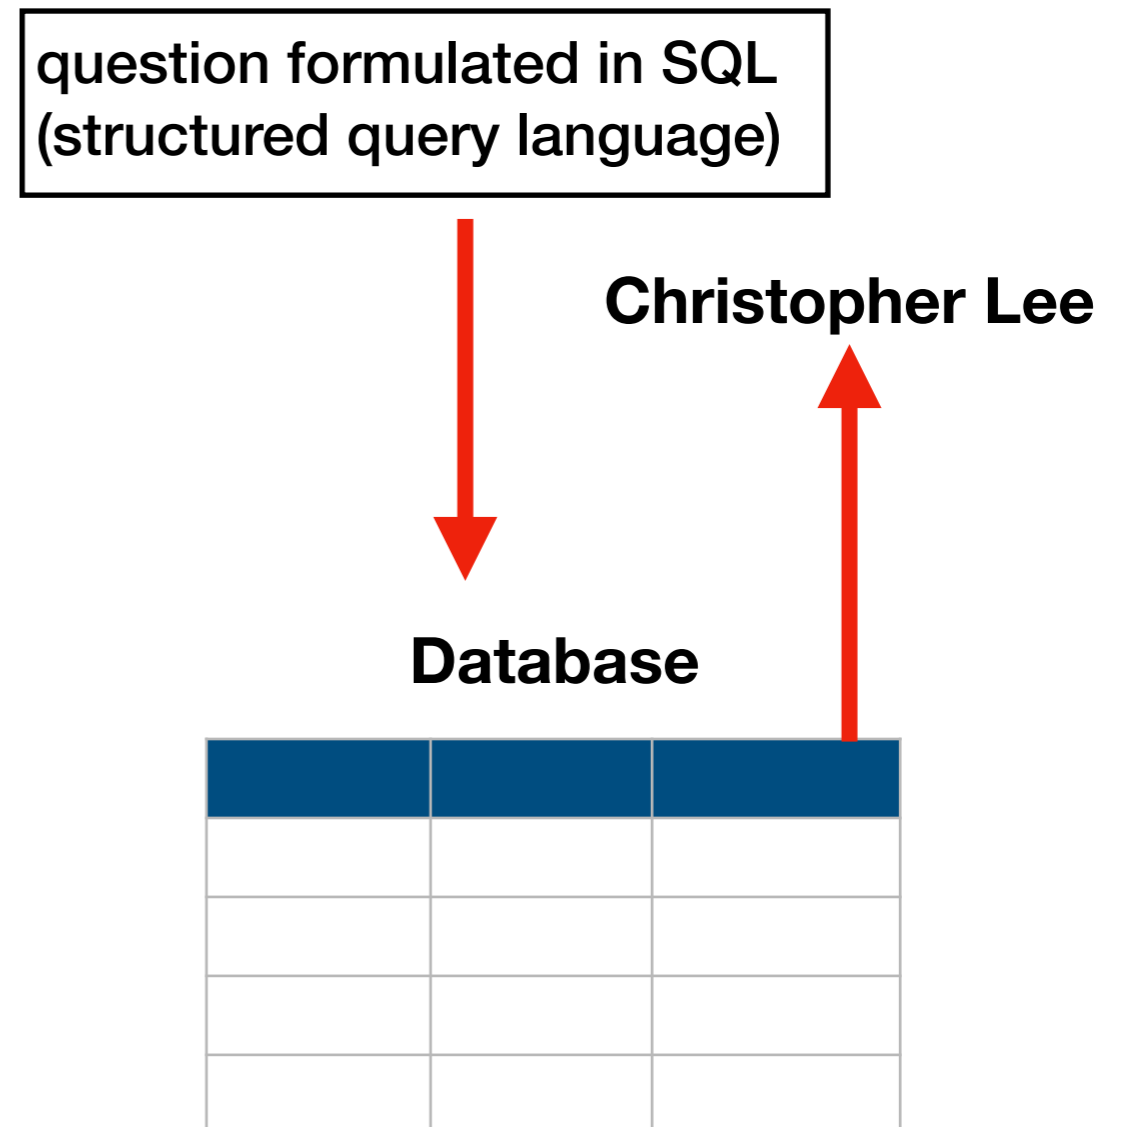 question formulated in SQL
(structured query language)
Christopher Lee
Database